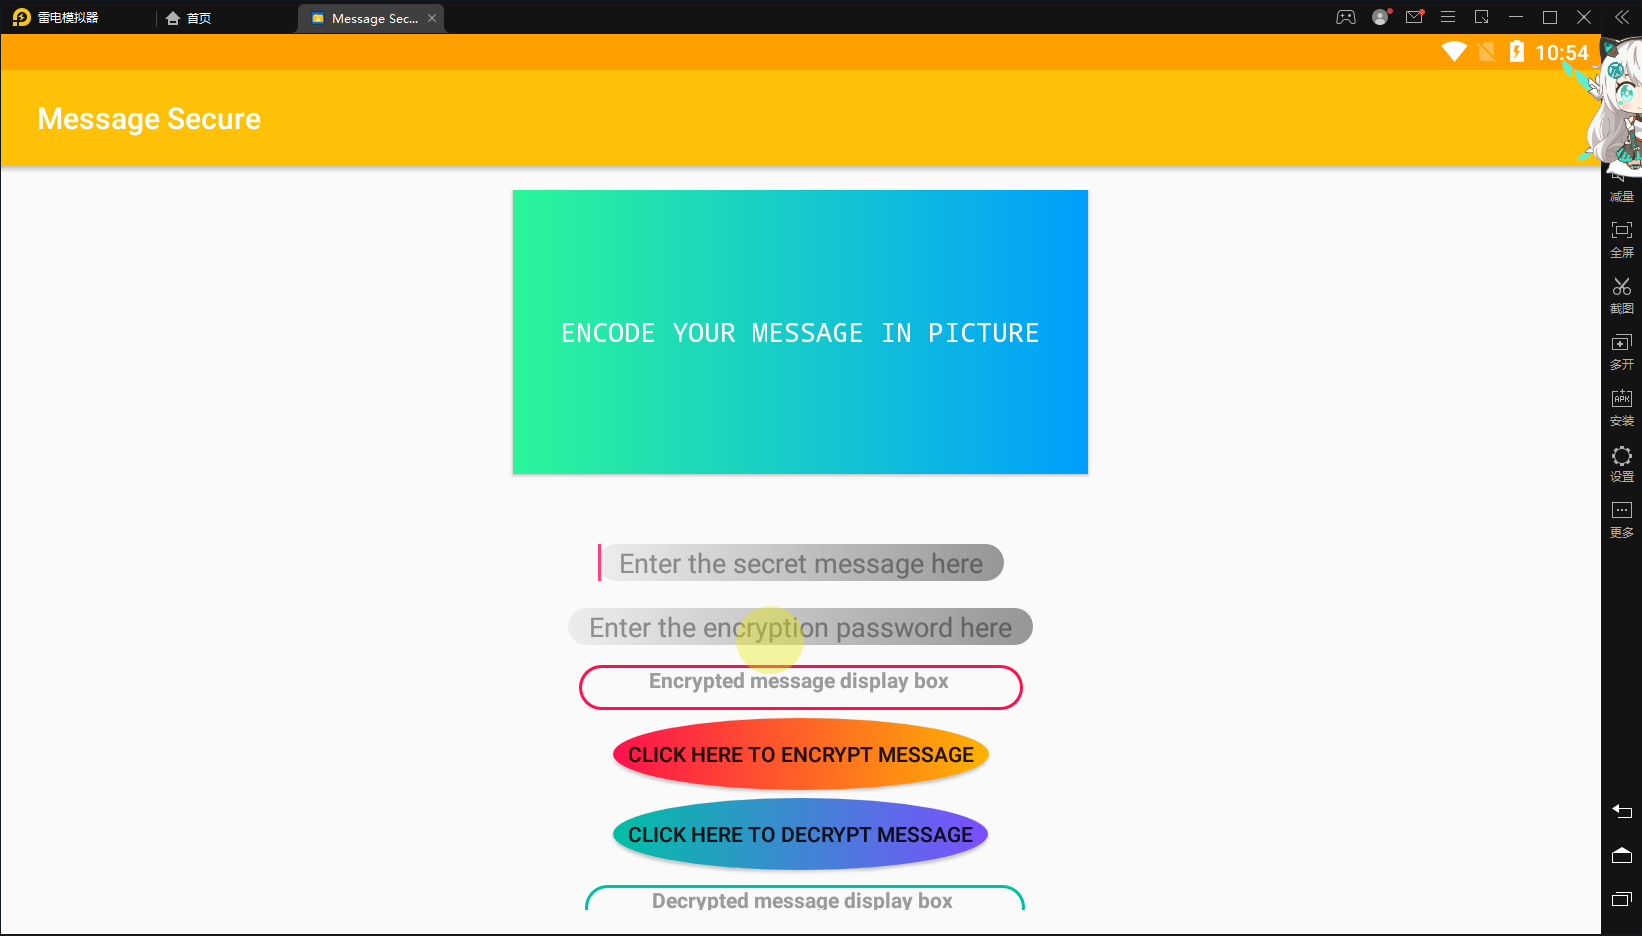 雷电模拟器
首页
Message Sec...
10:54
Message Secure
ENCODE YOUR MESSAGE IN PICTURE
Enter the secret message here
Enter the encryption password here
Encrypted message display box
CLICK HERE TO ENCRYPT MESSAGE
CLICK HERE TO DECRYPT MESSAGE
Decrypted message display box
减量
全屏
截图
多开
APK
安装
设置
更多